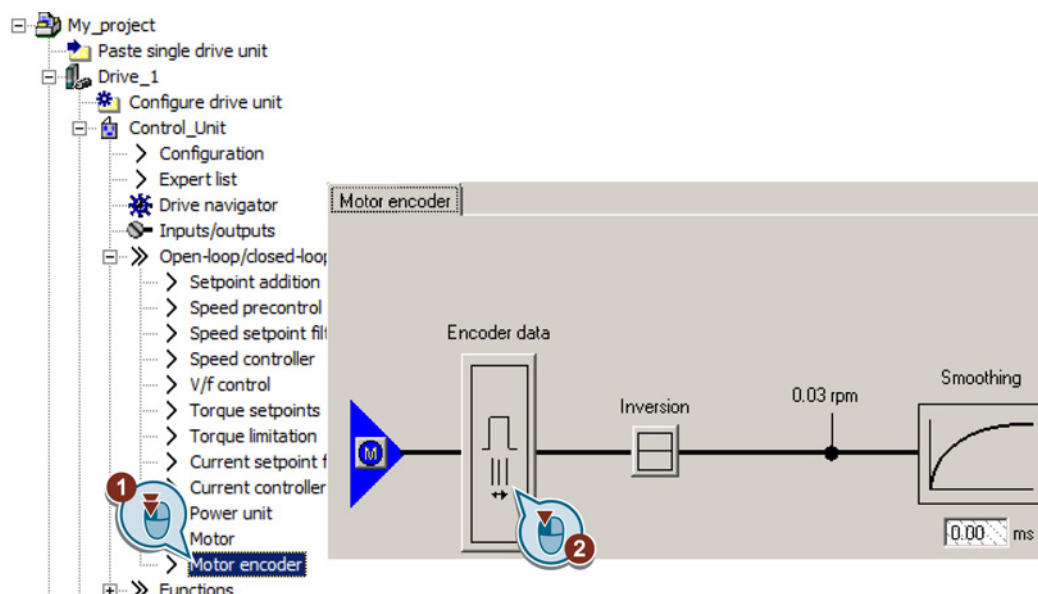 My_project
Paste single drive unit
Drive_1
Configure drive unit
Control_Unit
Configuration
Expert list
Drive navigator
Inputs/outputs
Open-loop/closed-loop
Setpoint addition
Speed precontrol
Speed setpoint filt
Speed controller
V/f control
Torque setpoints
Torque limitation
Current setpoint f
Current controller
Power unit
Motor
Motor encoder
Functions
1
Motor encoder
Encoder data
Inversion
0.03 rpm
Smoothing
M
0.00 ms
2